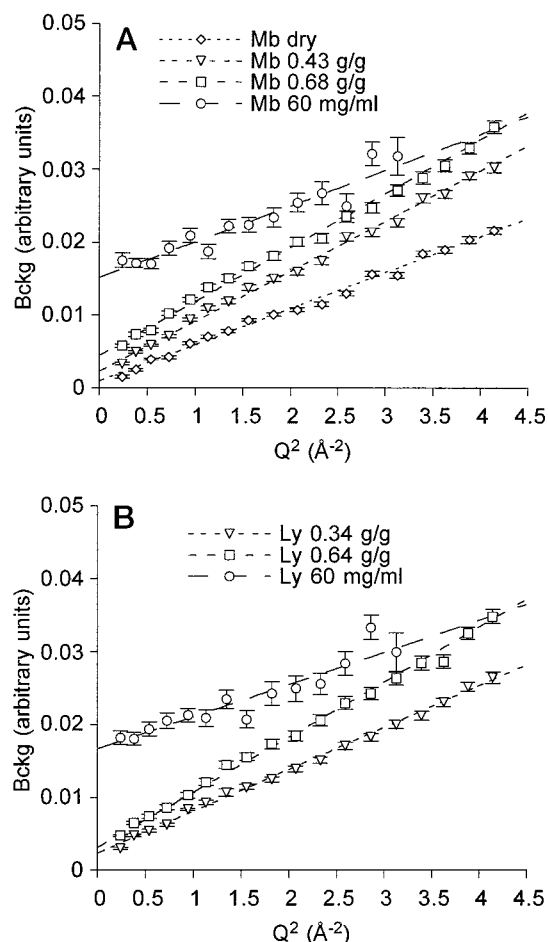 A
Mb dry
Mb 0.43 g/g
Mb 0.68 g/g
Mb 60 mg/ml
Bckg (arbitrary units)
0.05
0.04
0.03
0.02
0.01
0
0 0.5 1 1.5 2 2.5 3 3.5 4 4.5
Q² (Å⁻²)
B
Ly 0.34 g/g
Ly 0.64 g/g
Ly 60 mg/ml
Bckg (arbitrary units)
0.05
0.04
0.03
0.02
0.01
0
0 0.5 1 1.5 2 2.5 3 3.5 4 4.5
Q² (Å⁻²)